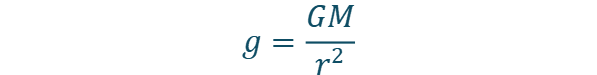 g = GM/r²